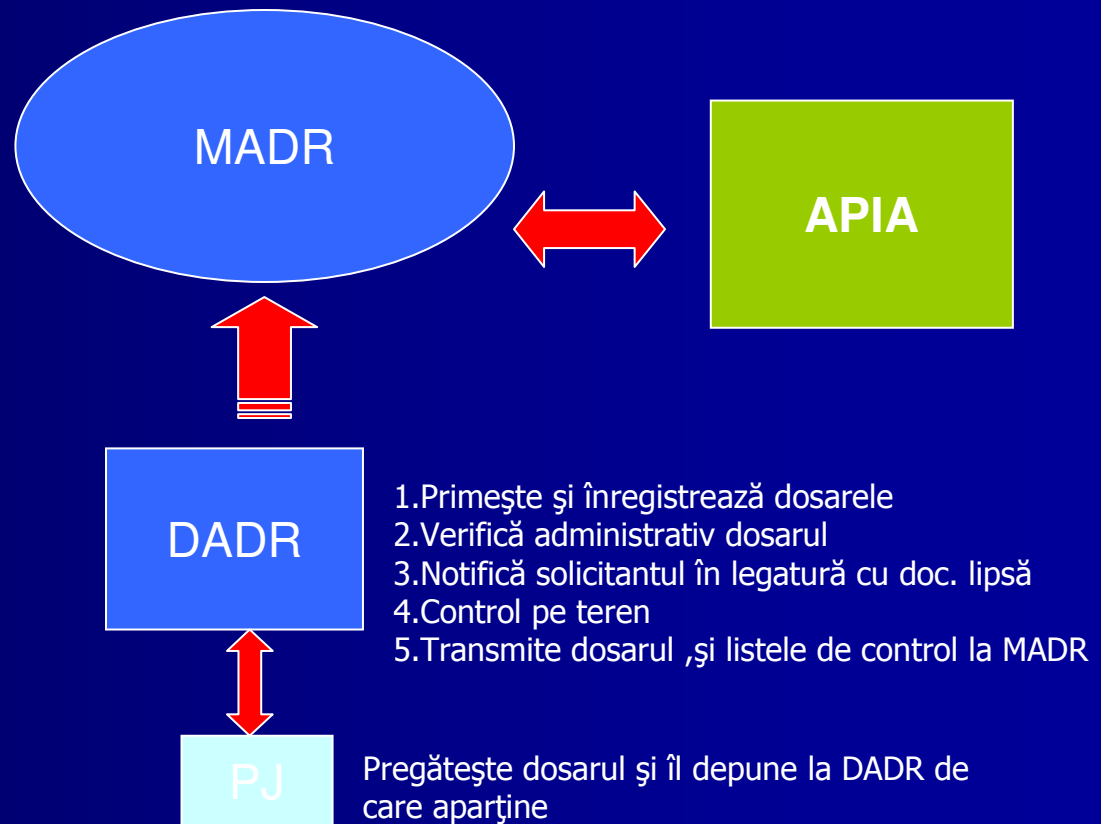 MADR
APIA
DADR
1.Primeşte şi înregistrează dosarele
2.Verifică administrativ dosarul
3.Notifică solicitantul în legatură cu doc. lipsă
4.Control pe teren
5.Transmite dosarul ,şi listele de control la MADR
PJ
Pregăteşte dosarul şi îl depune la DADR de
care aparţine